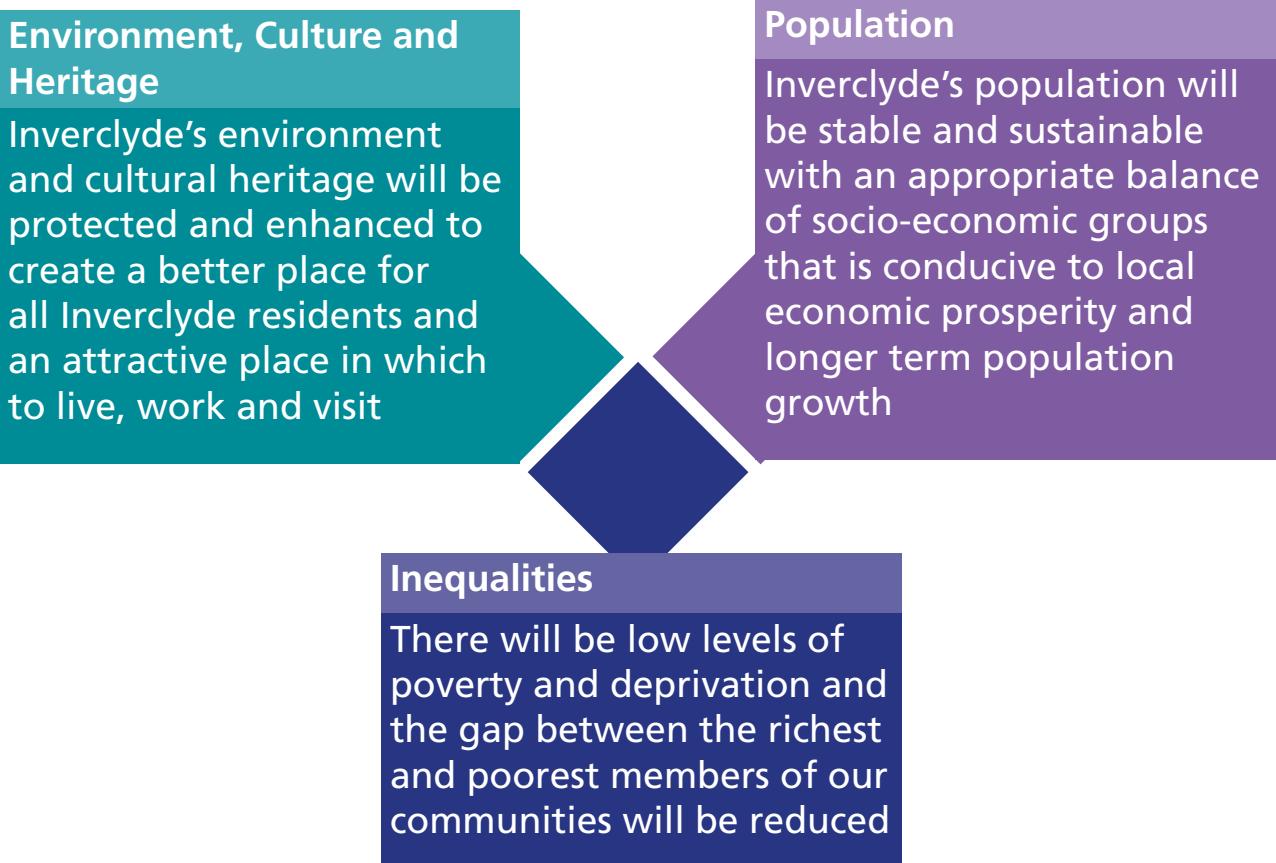 Environment, Culture and
Heritage
Inverclyde’s environment
and cultural heritage will be
protected and enhanced to
create a better place for
all Inverclyde residents and
an attractive place in which
to live, work and visit
Population
Inverclyde’s population will
be stable and sustainable
with an appropriate balance
of socio-economic groups
that is conducive to local
economic prosperity and
longer term population
growth
Inequalities
There will be low levels of
poverty and deprivation and
the gap between the richest
and poorest members of our
communities will be reduced